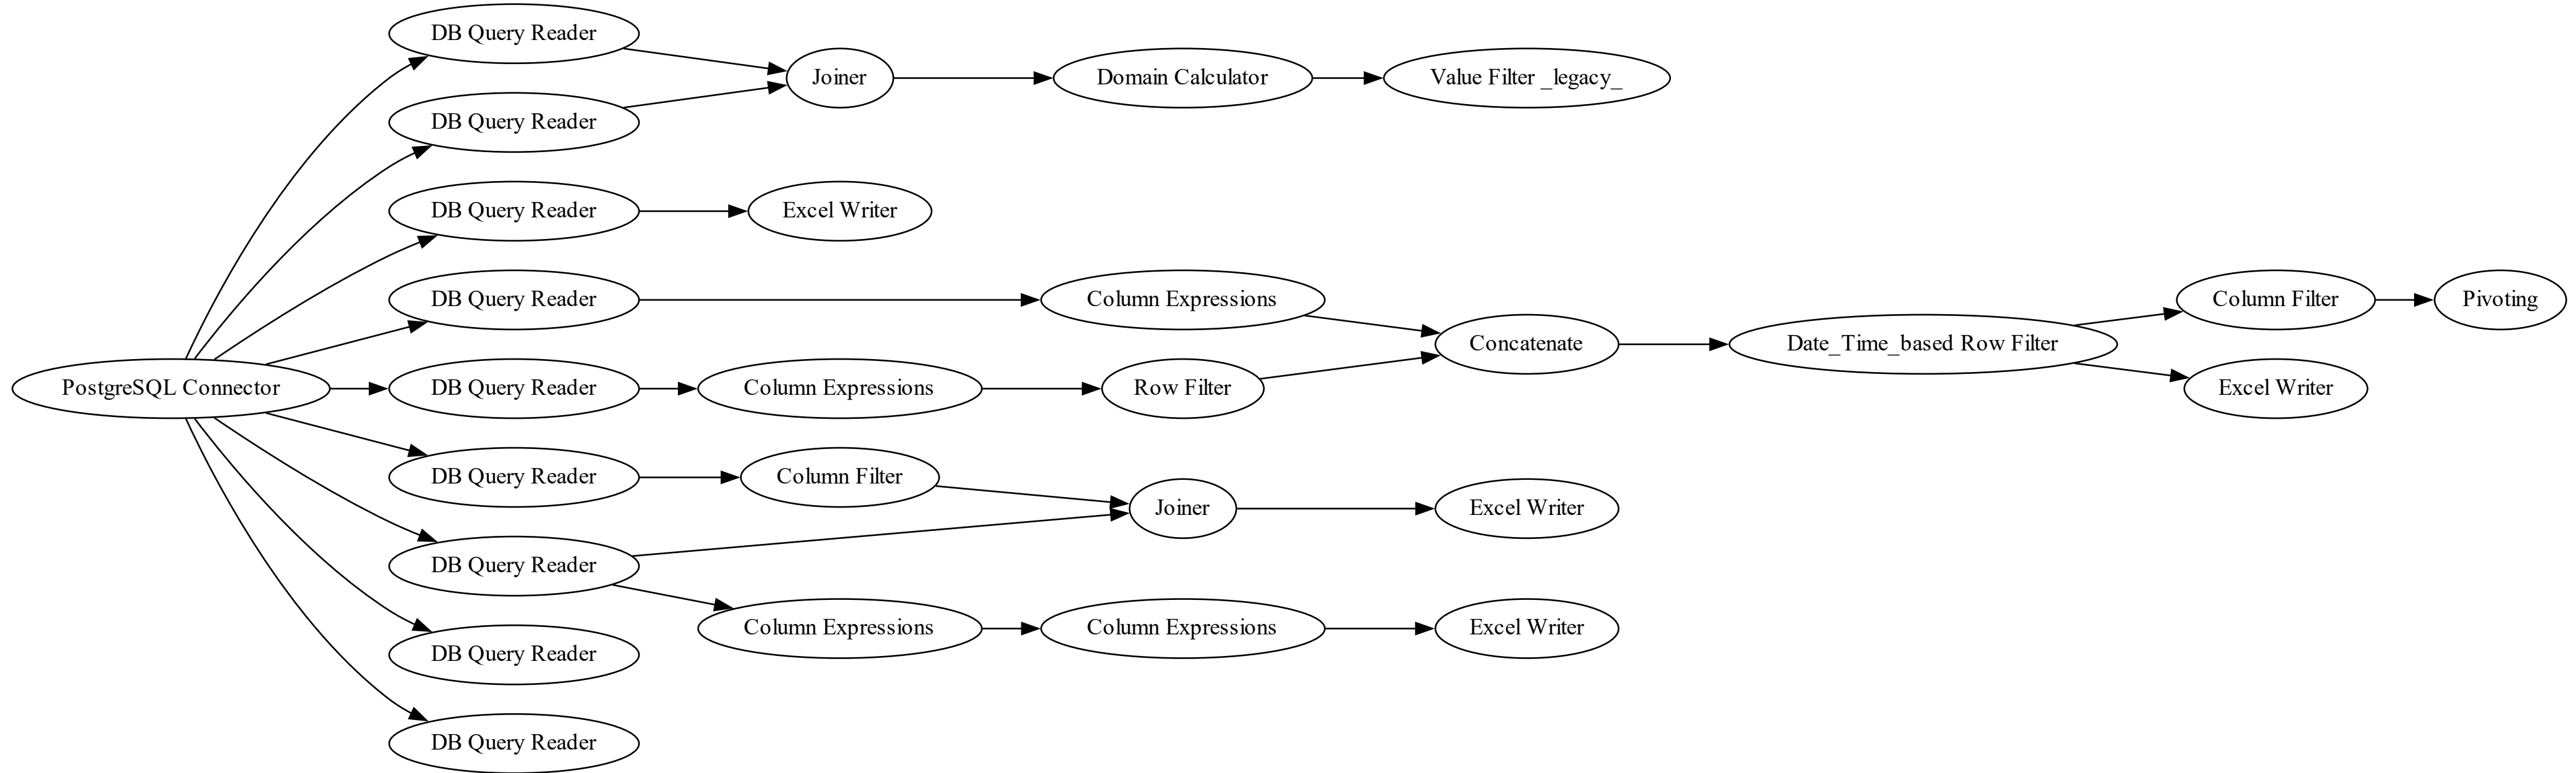 DB Query Reader
Joiner
Domain Calculator
Value Filter _legacy_
DB Query Reader
DB Query Reader
Excel Writer
DB Query Reader
Column Expressions
Column Filter
Pivoting
Concatenate
Date_Time_based Row Filter
PostgreSQL Connector
DB Query Reader
Column Expressions
Row Filter
Excel Writer
DB Query Reader
Column Filter
Joiner
Excel Writer
DB Query Reader
Column Expressions
Column Expressions
Excel Writer
DB Query Reader
DB Query Reader